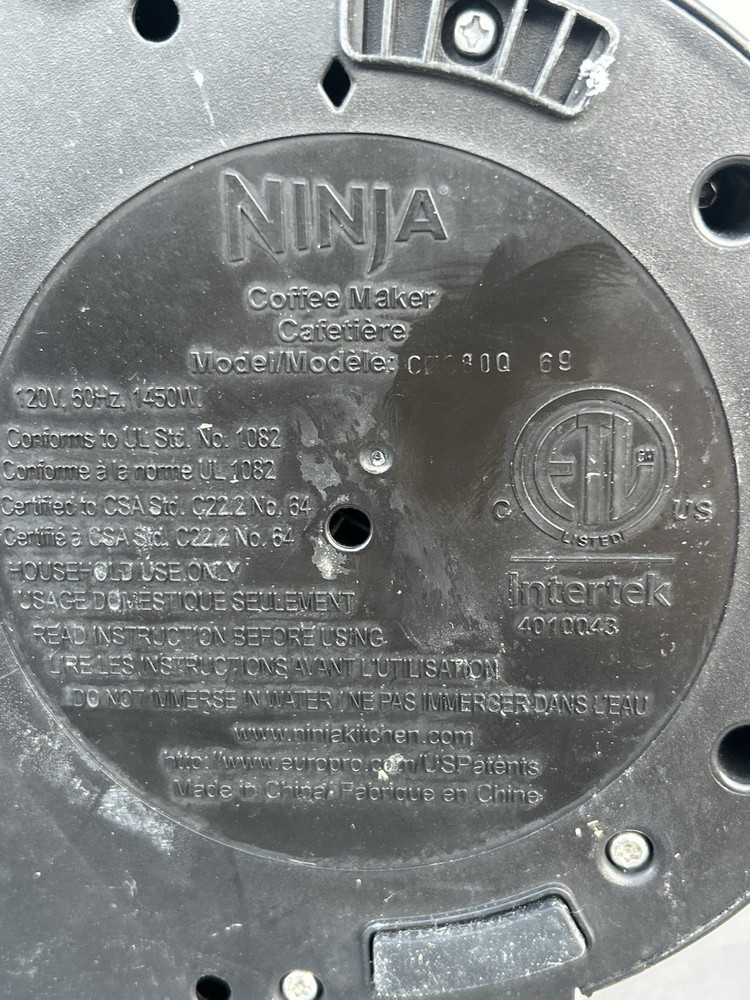 NINJA
Coffee Maker
Cafetière
Model/Modèle: 69
120V, 60Hz, 1450W.
Conforms to UL Std. No. 1082
Conforme à la norme UL 1082
Certified to CSA Std. C22.2 No. 64
Certifié à CSA Std. C22.2 No. 64
HOUSEHOLD USE ONLY
USAGE DOMESTIQUE SEULEMENT
READ INSTRUCTION BEFORE USING
LIRE LES INSTRUCTIONS AVANT L'UTILISATION
DO NOT IMMERSE IN WATER / NE PAS IMMERGER DANS L'EAU
www.ninjakitchen.com
http://www.europro.com/USPatents
Made in China/ Fabrique en Chine
ETL
CM
C US
LISTED
Intertek
4010043